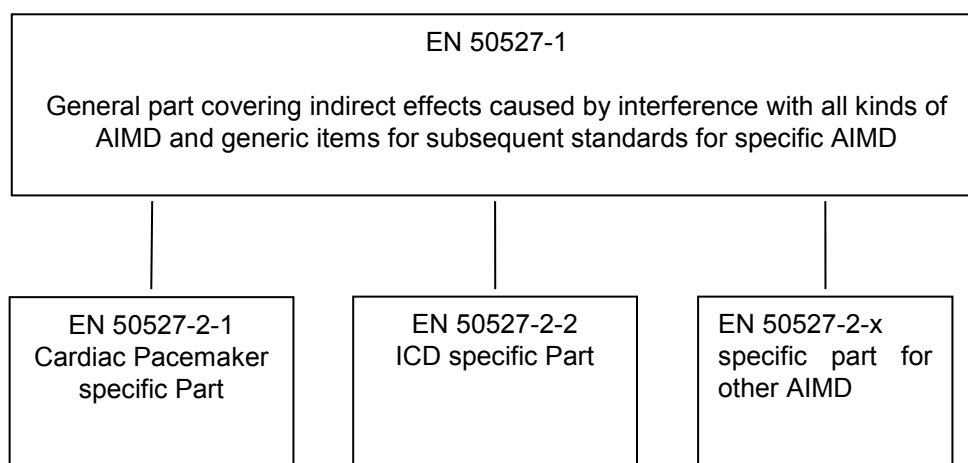 EN 50527-1
General part covering indirect effects caused by interference with all kinds of
AIMD and generic items for subsequent standards for specific AIMD
EN 50527-2-1
Cardiac Pacemaker
specific Part
EN 50527-2-2
ICD specific Part
EN 50527-2-x
specific part for
other AIMD